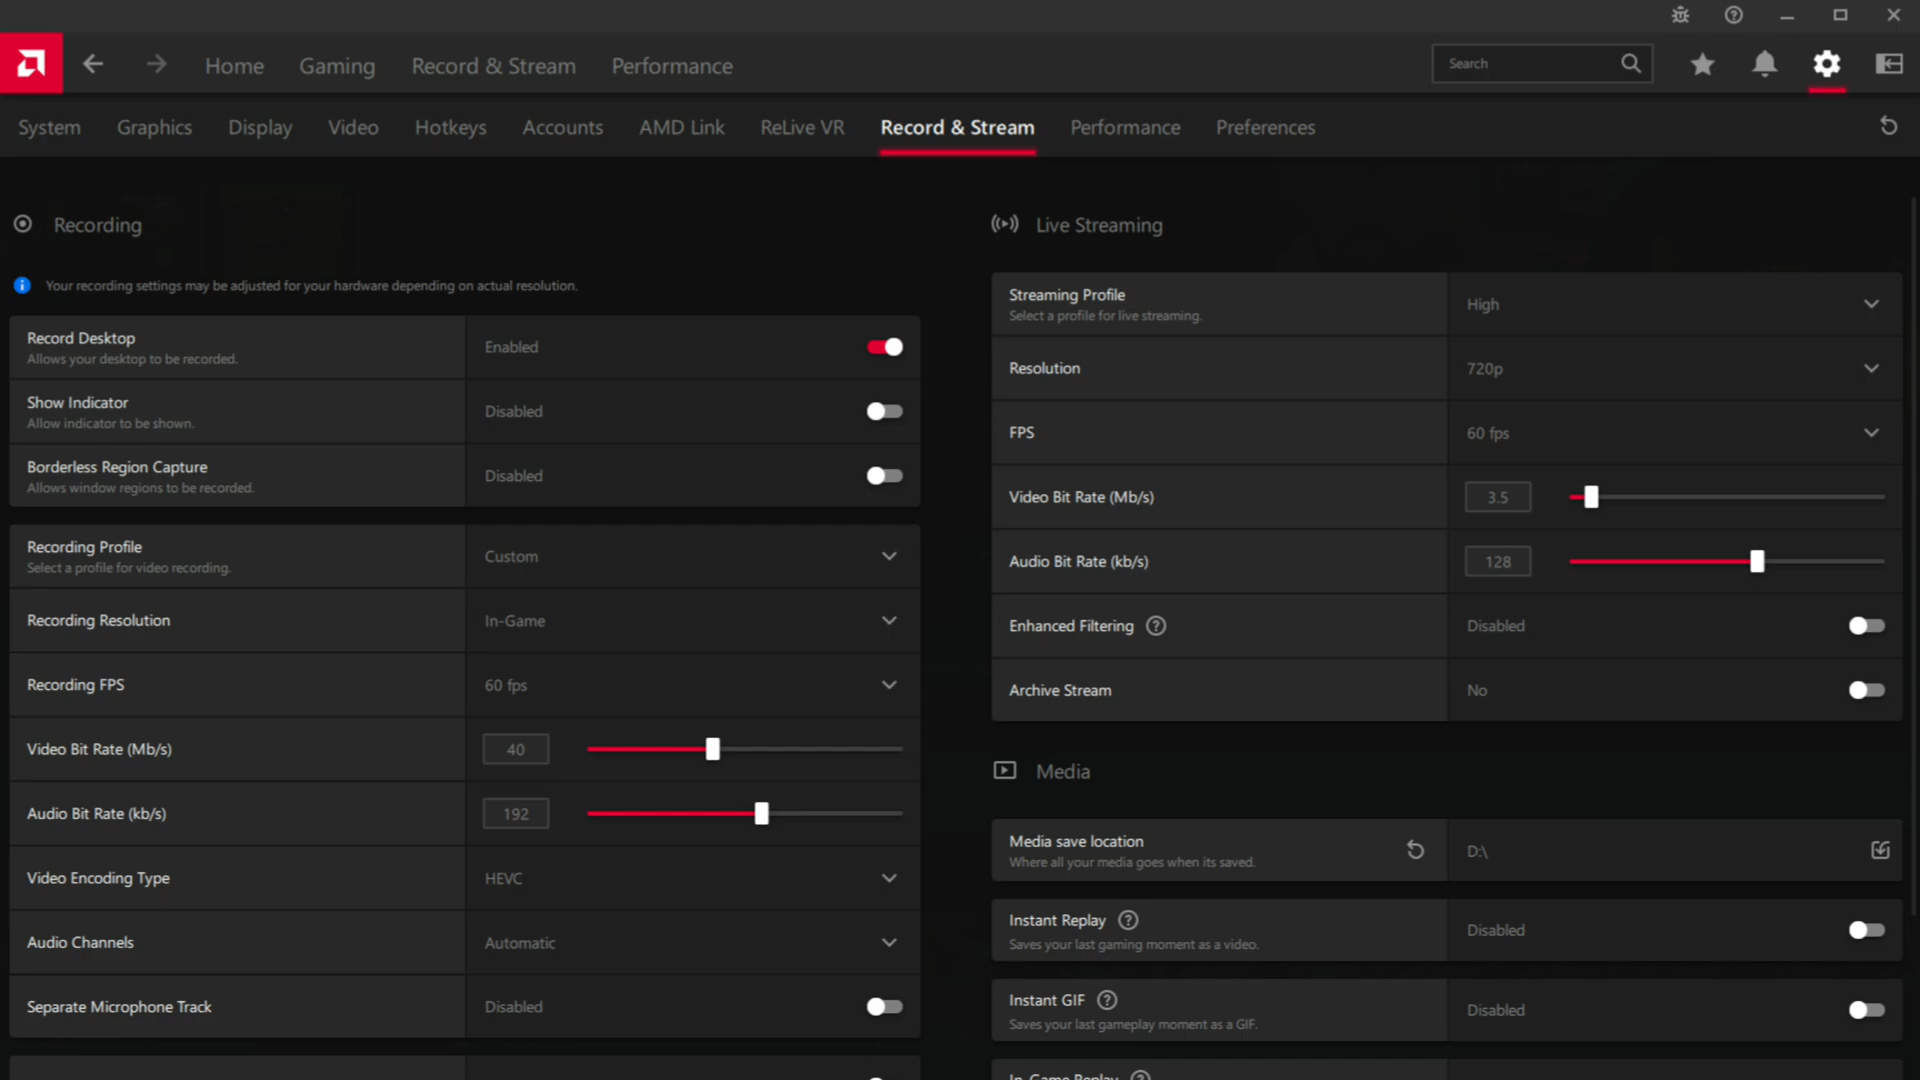 Home
Gaming
Record & Stream
Performance
Search
System
Graphics
Display
Video
Hotkeys
Accounts
AMD Link
ReLive VR
Record & Stream
Performance
Preferences
Recording
Your recording settings may be adjusted for your hardware depending on actual resolution.
Record Desktop
Allows your desktop to be recorded.
Enabled
Show Indicator
Allow indicator to be shown.
Disabled
Borderless Region Capture
Allows window regions to be recorded.
Disabled
Recording Profile
Select a profile for video recording.
Custom
Recording Resolution
In-Game
Recording FPS
60 fps
Video Bit Rate (Mb/s)
40
Audio Bit Rate (kb/s)
192
Video Encoding Type
HEVC
Audio Channels
Automatic
Separate Microphone Track
Disabled
Live Streaming
Streaming Profile
Select a profile for live streaming.
High
Resolution
720p
FPS
60 fps
Video Bit Rate (Mb/s)
3.5
Audio Bit Rate (kb/s)
128
Enhanced Filtering
Disabled
Archive Stream
No
Media
Media save location
Where all your media goes when its saved.
D:\
Instant Replay
Saves your last gaming moment as a video.
Disabled
Instant GIF
Saves your last gameplay moment as a GIF.
Disabled
In-Game Replay